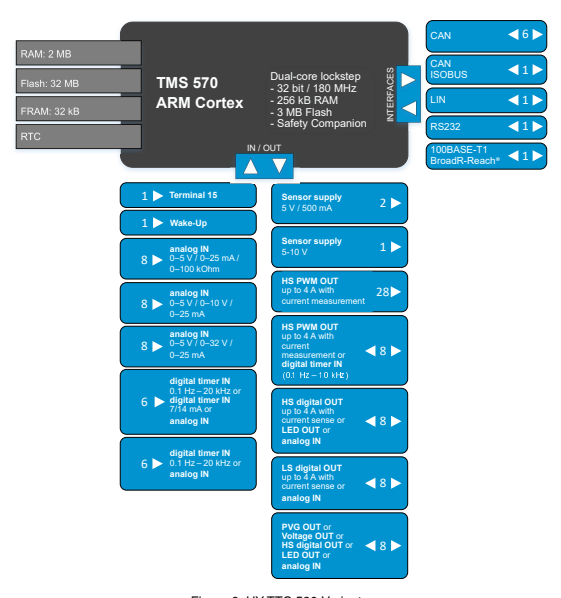 RAM: 2 MB
Flash: 32 MB
FRAM: 32 kB
RTC
TMS 570
ARM Cortex
Dual-core lockstep
- 32 bit / 180 MHz
- 256 kB RAM
- 3 MB Flash
- Safety Companion
INTERFACES
IN / OUT
CAN
6
CAN
ISOBUS
1
LIN
1
RS232
1
100BASE-T1
BroadR-Reach®
1
1
Terminal 15
1
Wake-Up
8
analog IN
0–5 V / 0–25 mA /
0–100 kOhm
8
analog IN
0–5 V / 0–10 V /
0–25 mA
8
analog IN
0–5 V / 0–32 V /
0–25 mA
6
digital timer IN
0.1 Hz – 20 kHz or
digital timer IN
7/14 mA or
analog IN
6
digital timer IN
0.1 Hz – 20 kHz or
analog IN
Sensor supply
5 V / 500 mA
2
Sensor supply
5-10 V
1
HS PWM OUT
up to 4 A with
current measurement
28
HS PWM OUT
up to 4 A with
current
measurement or
digital timer IN
(0.1 Hz – 10 kHz)
8
HS digital OUT
up to 4 A with
current sense or
LED OUT or
analog IN
8
LS digital OUT
up to 4 A with
current sense or
analog IN
8
PVG OUT or
Voltage OUT or
HS digital OUT or
LED OUT or
analog IN
8